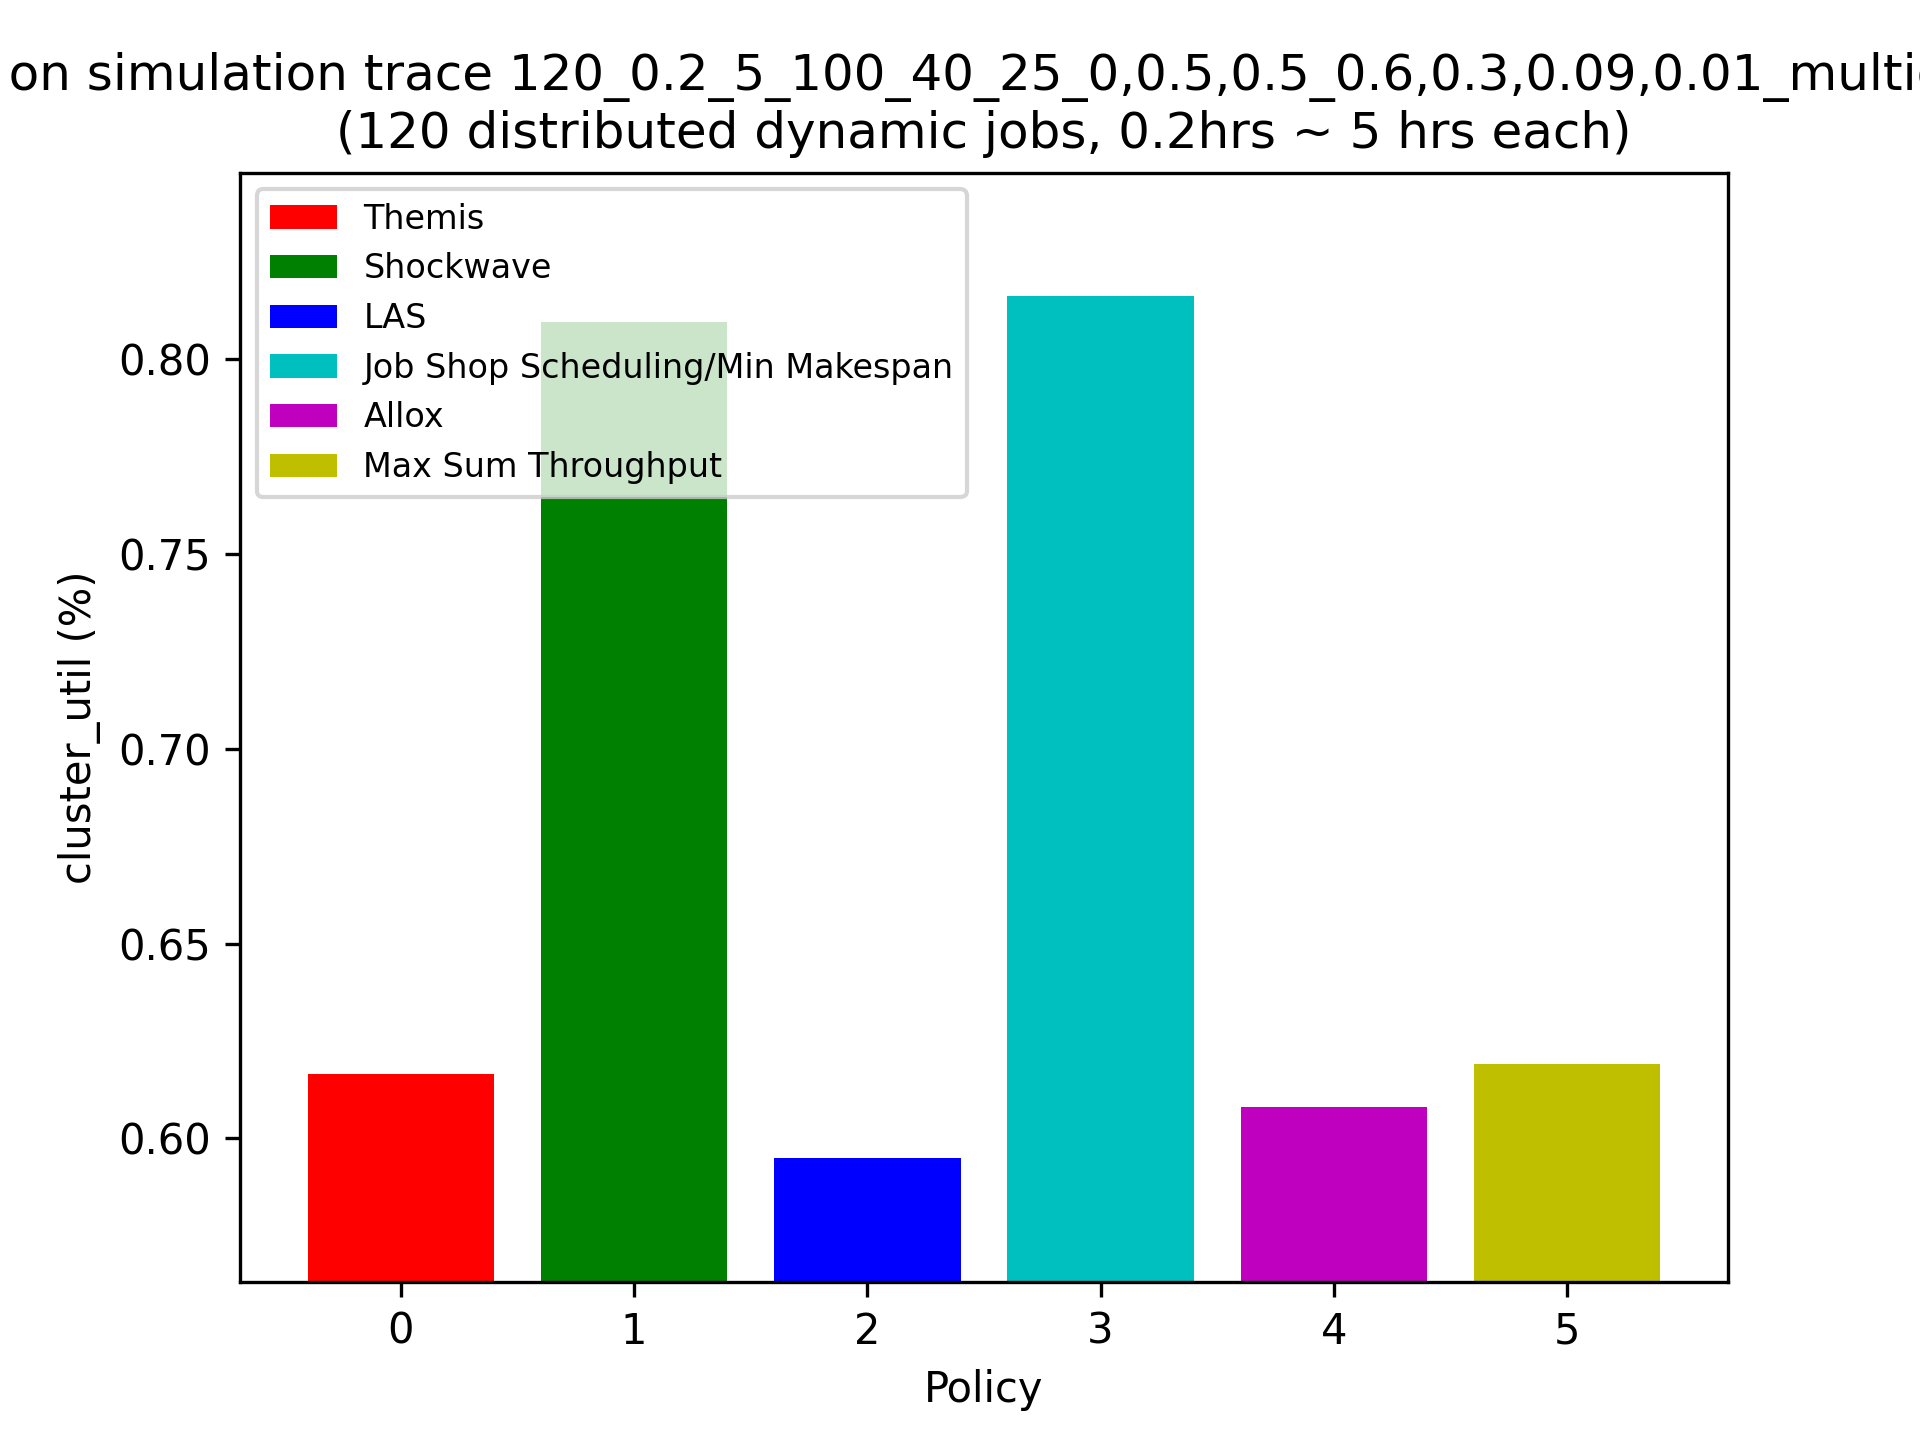 on simulation trace 120_0.2_5_100_40_25_0,0.5,0.5_0.6,0.3,0.09,0.01_multi
(120 distributed dynamic jobs, 0.2hrs ~ 5 hrs each)
Themis
Shockwave
LAS
Job Shop Scheduling/Min Makespan
Allox
Max Sum Throughput
0.80
0.75
0.70
0.65
0.60
cluster_util (%)
0 1 2 3 4 5
Policy